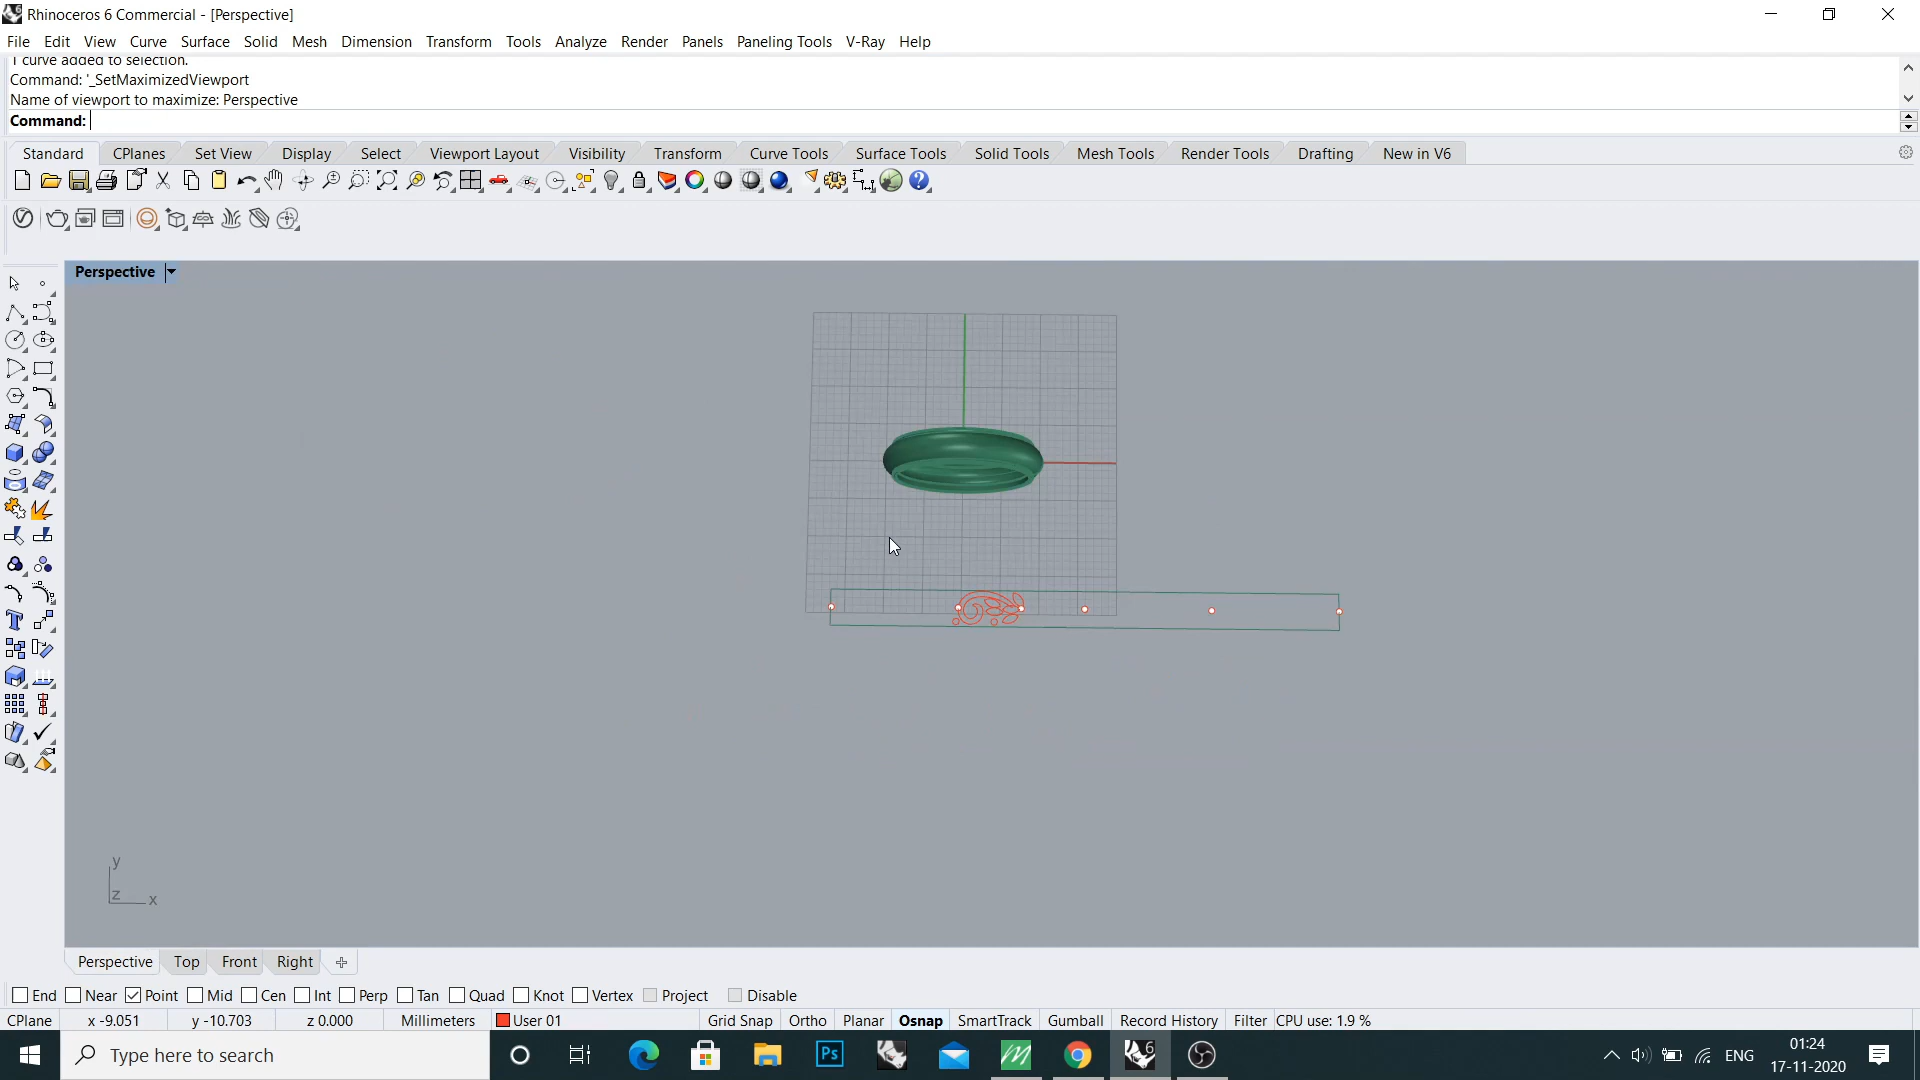 Rhinoceros 6 Commercial - [Perspective]
File Edit View Curve Surface Solid Mesh Dimension Transform Tools Analyze Render Panels Paneling Tools V-Ray Help
1 curve added to selection.
Command: '_SetMaximizedViewport
Name of viewport to maximize: Perspective
Command:
Standard CPlanes Set View Display Select Viewport Layout Visibility Transform Curve Tools Surface Tools Solid Tools Mesh Tools Render Tools Drafting New in V6
Perspective
y
z x
Perspective Top Front Right
End Near Point Mid Cen Int Perp Tan Quad Knot Vertex Project Disable
CPlane x -9.051 y -10.703 z 0.000 Millimeters User 01 Grid Snap Ortho Planar Osnap SmartTrack Gumball Record History Filter CPU use: 1.9 %
Type here to search Ps 6 ENG 01:24
17-11-2020